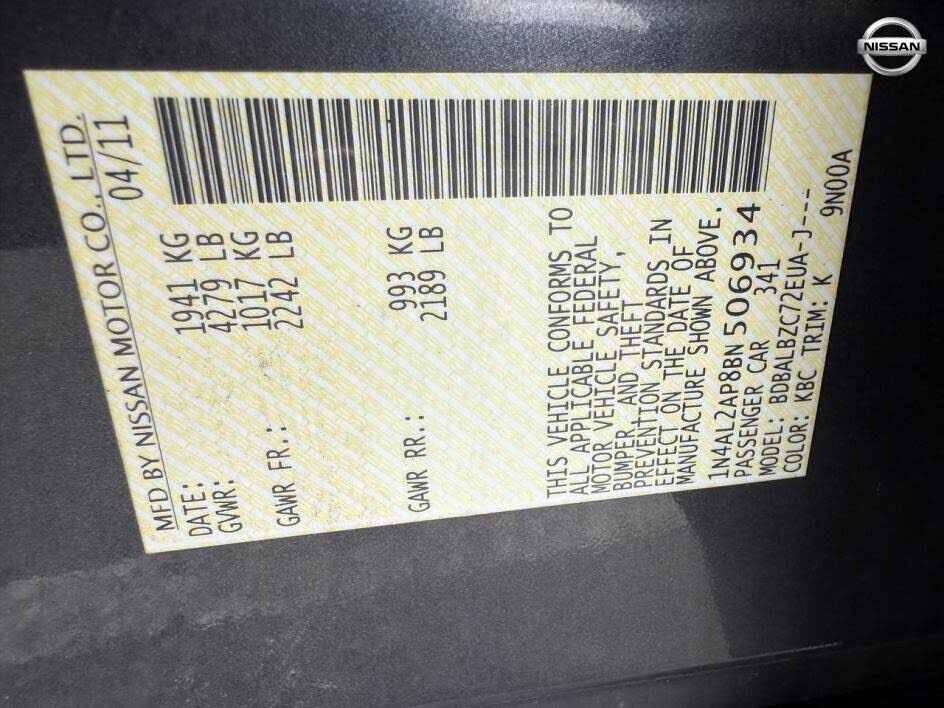 NISSAN
MFD BY NISSAN MOTOR CO., LTD.
DATE: 04/11
GVWR: 1941 KG
4279 LB
GAWR FR.: 1017 KG
2242 LB
GAWR RR.: 993 KG
2189 LB
THIS VEHICLE CONFORMS TO
ALL APPLICABLE FEDERAL
MOTOR VEHICLE SAFETY,
BUMPER, AND THEFT
PREVENTION STANDARDS IN
EFFECT ON THE DATE OF
MANUFACTURE SHOWN ABOVE.
1N4AL2AP8BN506934
PASSENGER CAR 341
MODEL: BDBALBZC72EUA-J---
COLOR: KBC TRIM: K 9N00A